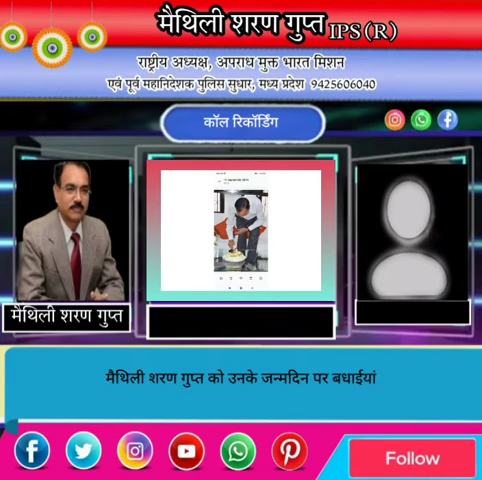 मैथिली शरण गुप्त IPS(R)
राष्ट्रीय अध्यक्ष, अपराध मुक्त भारत मिशन
एवं पूर्व महानिदेशक पुलिस सुधार, मध्य प्रदेश 9425606040
कॉल रिकॉर्डिंग
मैथिली शरण गुप्त
मैथिली शरण गुप्त को उनके जन्मदिन पर बधाईयां
Follow